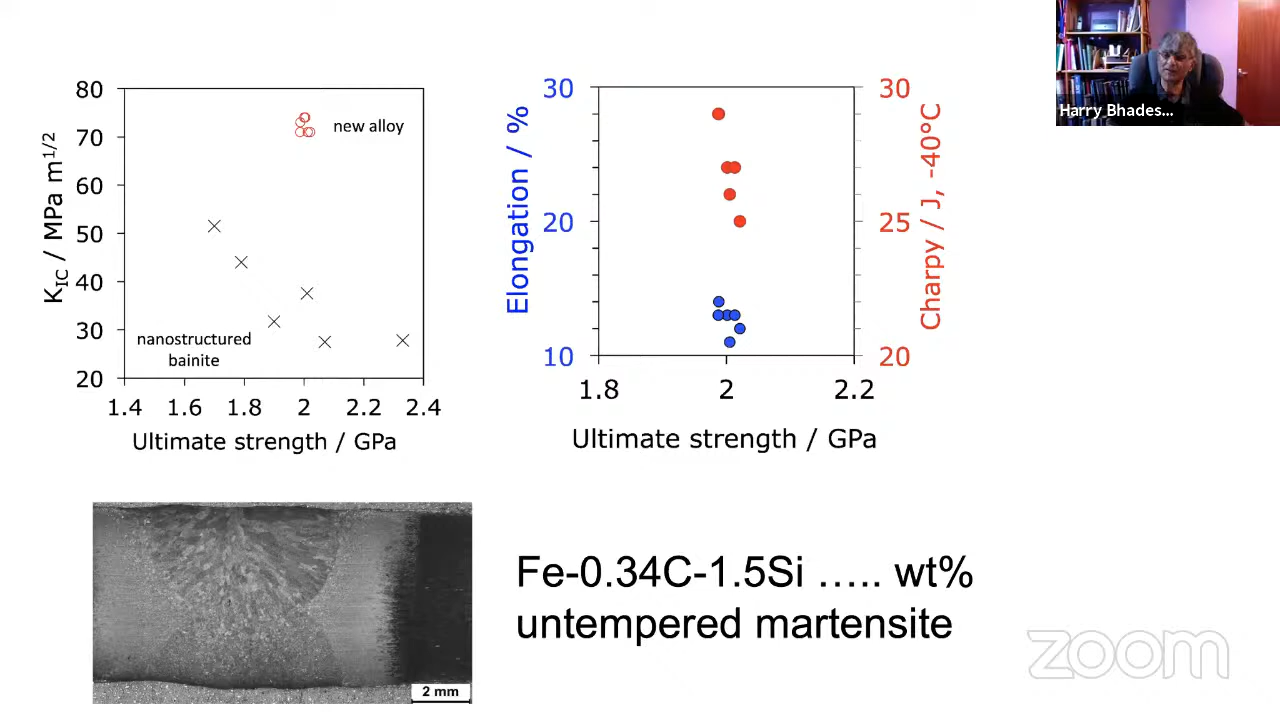 80
70
60
50
40
30
20
K_IC / MPa m^1/2
new alloy
nanostructured
bainite
1.4 1.6 1.8 2 2.2 2.4
Ultimate strength / GPa
30
20
10
Elongation / %
30
25
20
Charpy / J, -40°C
1.8 2 2.2
Ultimate strength / GPa
Harry Bhades...
2 mm
Fe-0.34C-1.5Si ..... wt%
untempered martensite
zoom